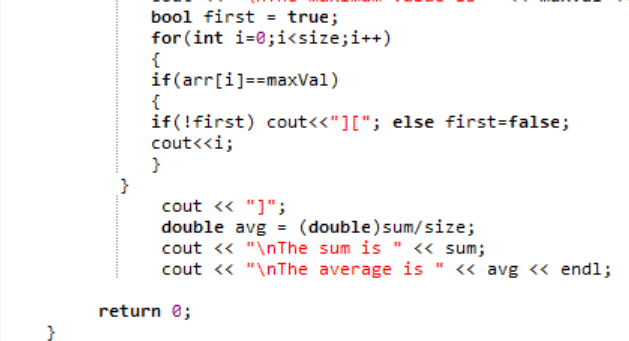 bool first = true;
for(int i=0;i<size;i++)
{
if(arr[i]==maxVal)
{
if(!first) cout<<"]["; else first=false;
cout<<i;
}
}
cout << "]";
double avg = (double)sum/size;
cout << "\nThe sum is " << sum;
cout << "\nThe average is " << avg << endl;
return 0;
}